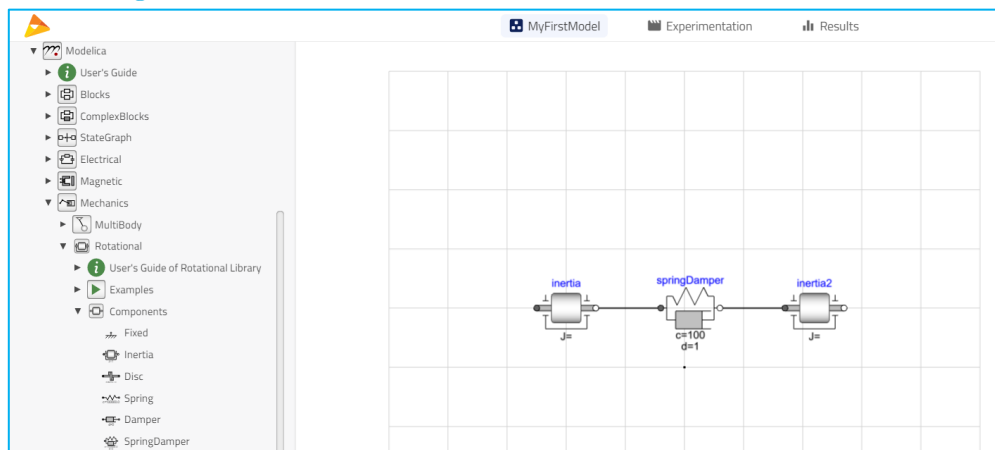 MyFirstModel Experimentation Results
Modelica
User's Guide
Blocks
ComplexBlocks
StateGraph
Electrical
Magnetic
Mechanics
MultiBody
Rotational
User's Guide of Rotational Library
Examples
Components
Fixed
Inertia
Disc
Spring
Damper
SpringDamper
inertia springDamper inertia2
J= c=100 J=
d=1